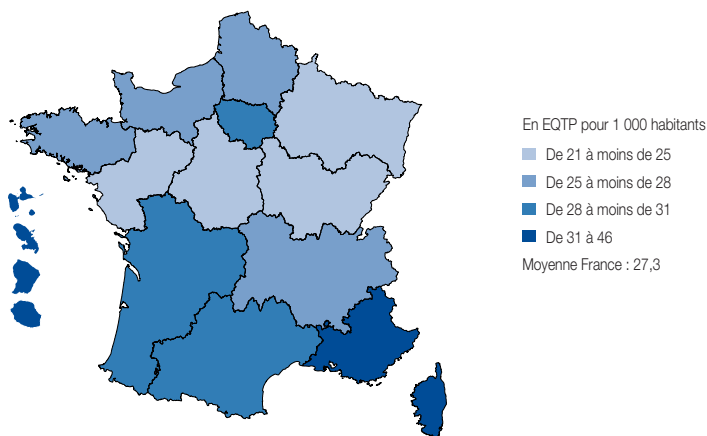 En EQTP pour 1 000 habitants
De 21 à moins de 25
De 25 à moins de 28
De 28 à moins de 31
De 31 à 46
Moyenne France : 27,3